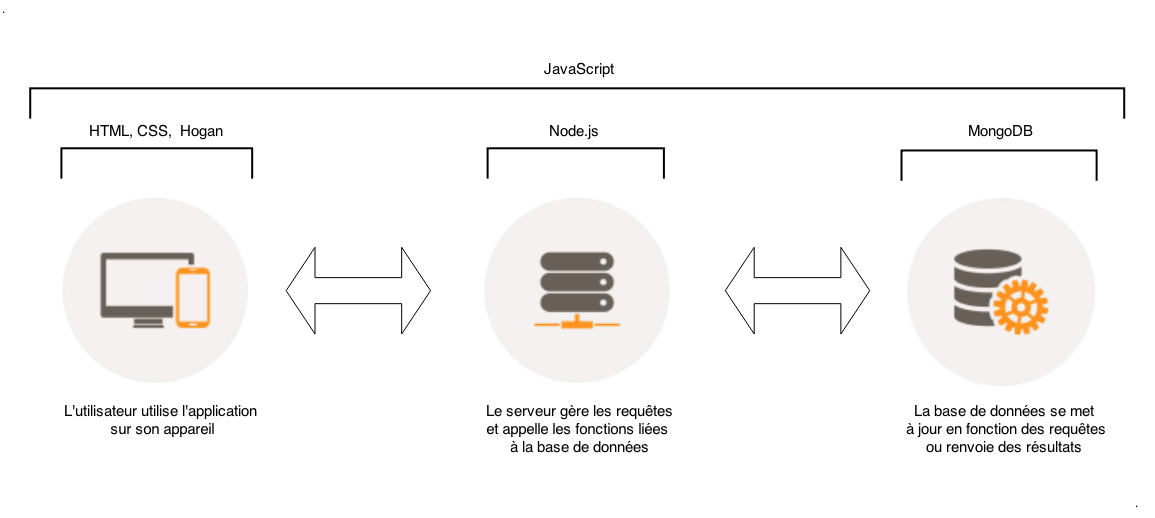 JavaScript
HTML, CSS, Hogan
Node.js
MongoDB
L'utilisateur utilise l'application
sur son appareil
Le serveur gère les requêtes
et appelle les fonctions liées
à la base de données
La base de données se met
à jour en fonction des requêtes
ou renvoie des résultats